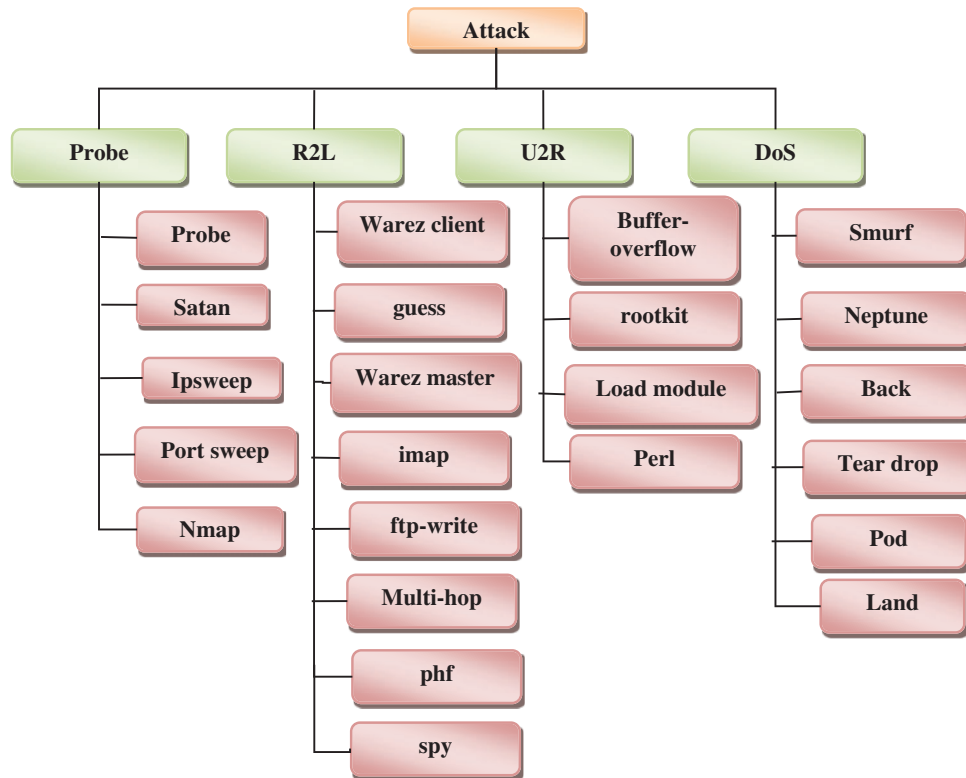 Attack
Probe
R2L
U2R
DoS
Probe
Satan
Ipsweep
Port sweep
Nmap
Warez client
guess
Warez master
imap
ftp-write
Multi-hop
phf
spy
Buffer-
overflow
rootkit
Load module
Perl
Smurf
Neptune
Back
Tear drop
Pod
Land